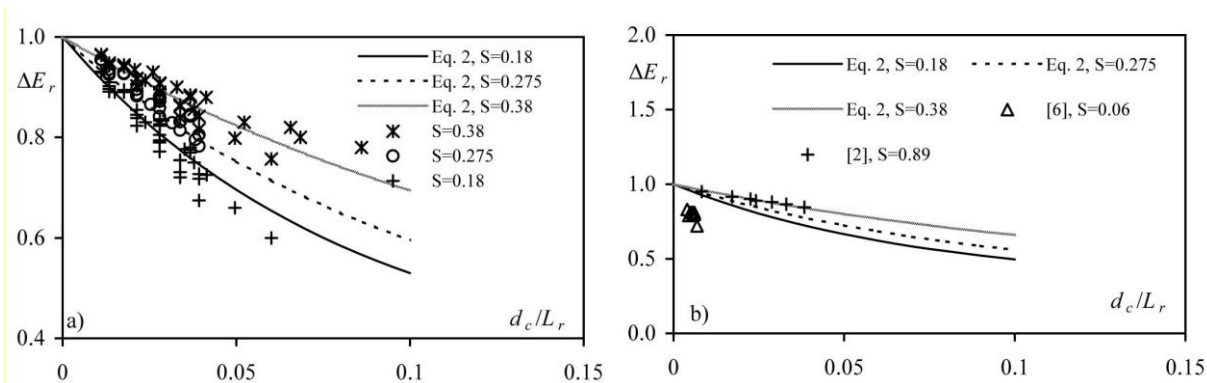 1.0
ΔE_r
0.8
0.6
0.4
a)
0
0.05
0.1
0.15
d_c/L_r
Eq. 2, S=0.18
Eq. 2, S=0.275
Eq. 2, S=0.38
S=0.38
S=0.275
S=0.18
2.0
ΔE_r
1.5
1.0
0.5
0.0
b)
0
0.05
0.1
0.15
d_c/L_r
Eq. 2, S=0.18
Eq. 2, S=0.275
Eq. 2, S=0.38
[6], S=0.06
[2], S=0.89